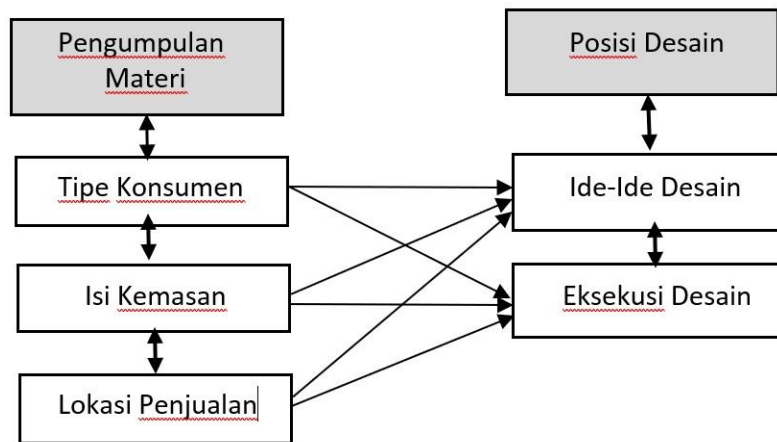 Pengumpulan
Materi
Posisi Desain
Tipe Konsumen
Ide-Ide Desain
Isi Kemasan
Eksekusi Desain
Lokasi Penjualan